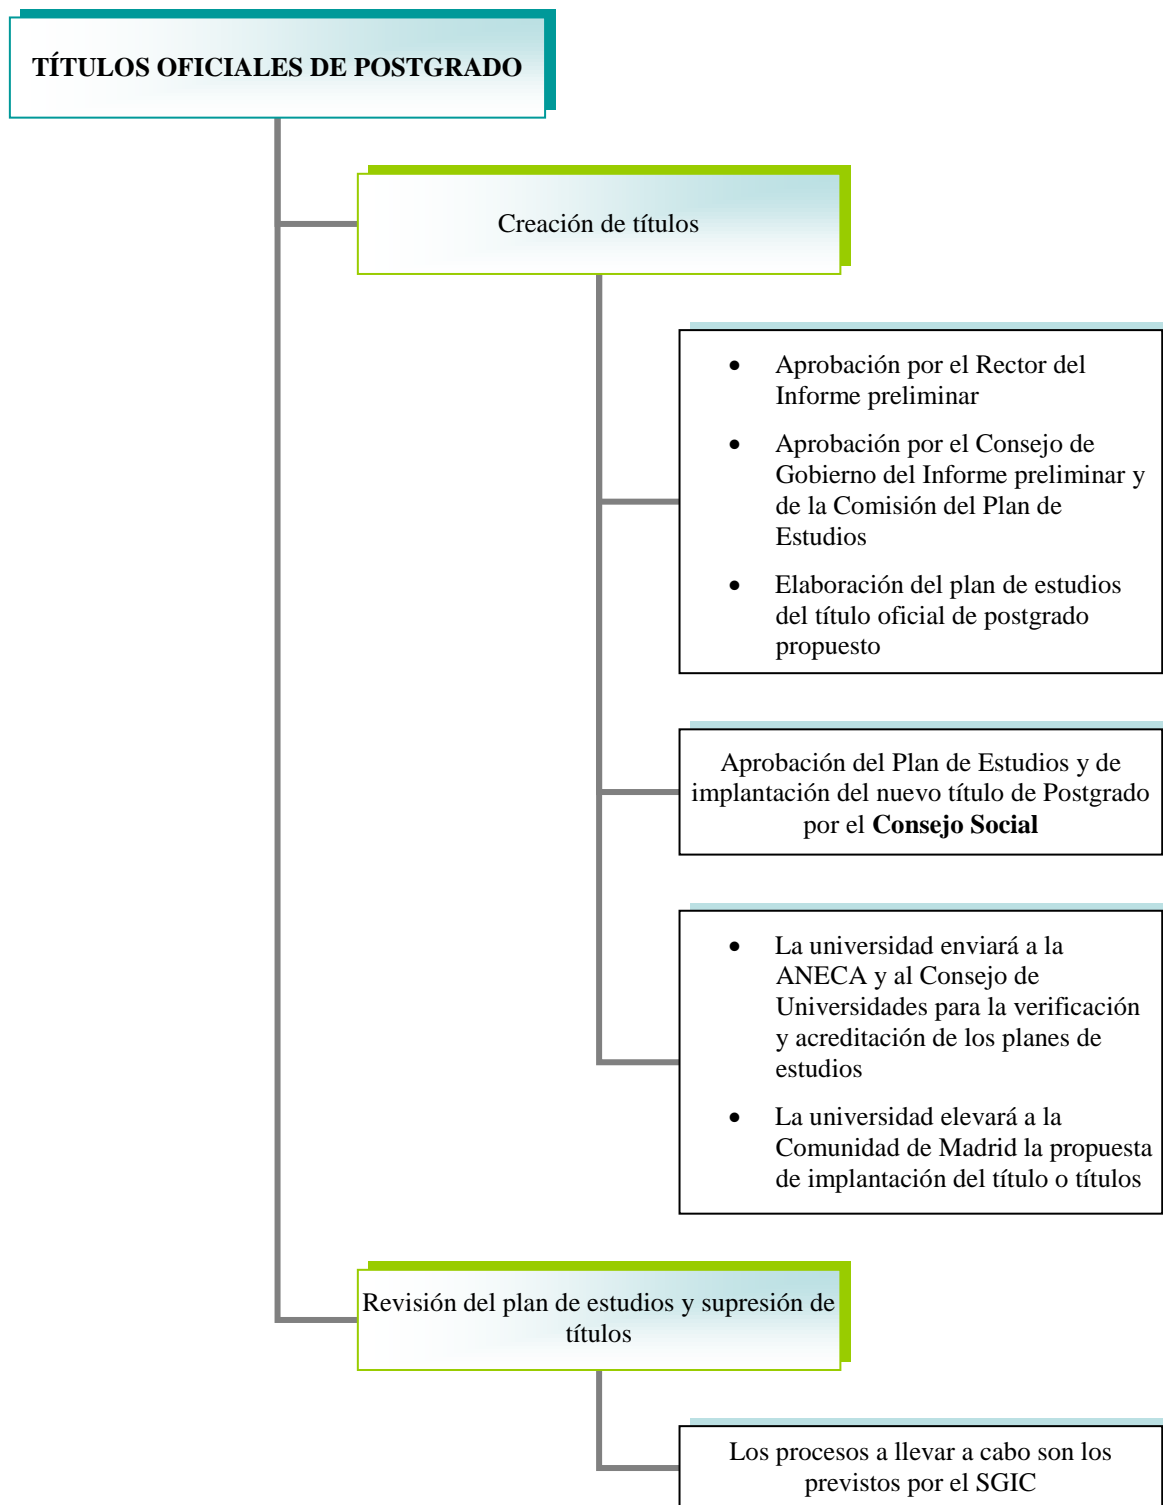 TÍTULOS OFICIALES DE POSTGRADO
Creación de títulos
• Aprobación por el Rector del
Informe preliminar
• Aprobación por el Consejo de
Gobierno del Informe preliminar y
de la Comisión del Plan de
Estudios
• Elaboración del plan de estudios
del título oficial de postgrado
propuesto
Aprobación del Plan de Estudios y de
implantación del nuevo título de Postgrado
por el Consejo Social
• La universidad enviará a la
ANECA y al Consejo de
Universidades para la verificación
y acreditación de los planes de
estudios
• La universidad elevará a la
Comunidad de Madrid la propuesta
de implantación del título o títulos
Revisión del plan de estudios y supresión de
títulos
Los procesos a llevar a cabo son los
previstos por el SGIC